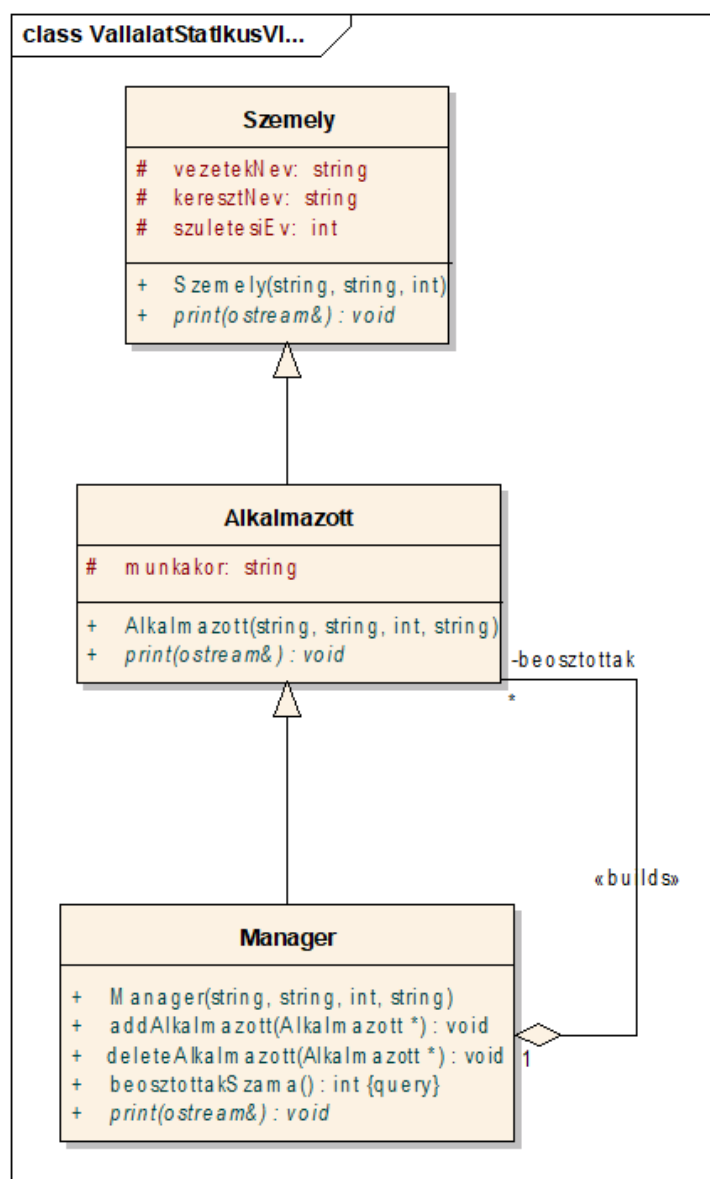 class VallalatStatikusVI...
Szemely
# vezetekNev: string
# keresztNev: string
# születesiEv: int
+ Szemely(string, string, int)
+ print(ostream&) : void
Alkalmazott
# munkakor: string
+ Alkalmazott(string, string, int, string)
+ print(ostream&) : void
-beosztottak
*
«builds»
Manager
+ Manager(string, string, int, string)
+ addAlkalmazott(Alkalmazott *) : void
+ deleteAlkalmazott(Alkalmazott *) : void
+ beosztottakSzama() : int {query}
+ print(ostream&) : void
1